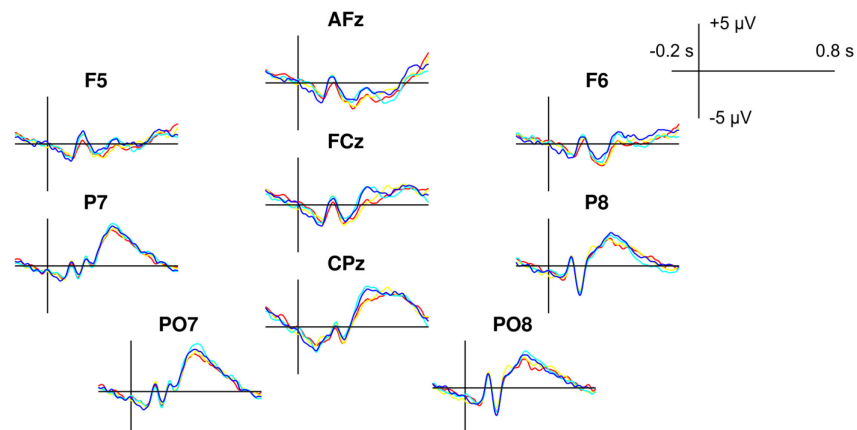 AFz
+5 µV
-0.2 s
0.8 s
-5 µV
F5
F6
FCz
P7
P8
CPz
PO7
PO8